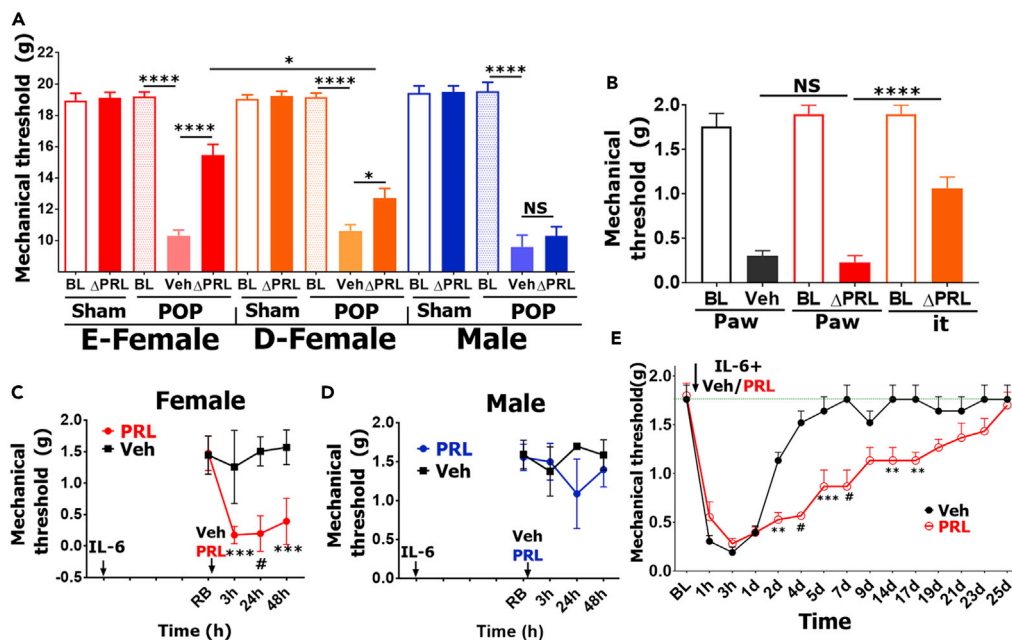 A
Mechanical threshold (g)
22
20
18
16
14
12
10
****
****
*
****
*
****
NS
BL ΔPRL BL Veh ΔPRL BL ΔPRL BL Veh ΔPRL BL ΔPRL BL Veh ΔPRL
Sham POP Sham POP Sham POP
E-Female D-Female Male
B
Mechanical threshold (g)
2.0
1.5
1.0
0.5
0.0
NS
****
BL Veh BL ΔPRL BL ΔPRL
Paw Paw it
C
Female
Mechanical threshold (g)
2.0
1.5
1.0
0.5
0.0
-0.5
PRL
Veh
IL-6
Veh
PRL
***
#
***
RB 3h 24h 48h
Time (h)
D
Male
Mechanical threshold (g)
2.0
1.5
1.0
0.5
0.0
PRL
Veh
IL-6
Veh
PRL
RB 3h 24h 48h
Time (h)
E
Mechanical threshold(g)
2.0
1.5
1.0
0.5
0.0
IL-6+
Veh/PRL
**
#
***
#
**
**
Veh
PRL
BL 1h 3h 1d 2d 4d 5d 7d 9d 14d 17d 19d 21d 23d 25d
Time